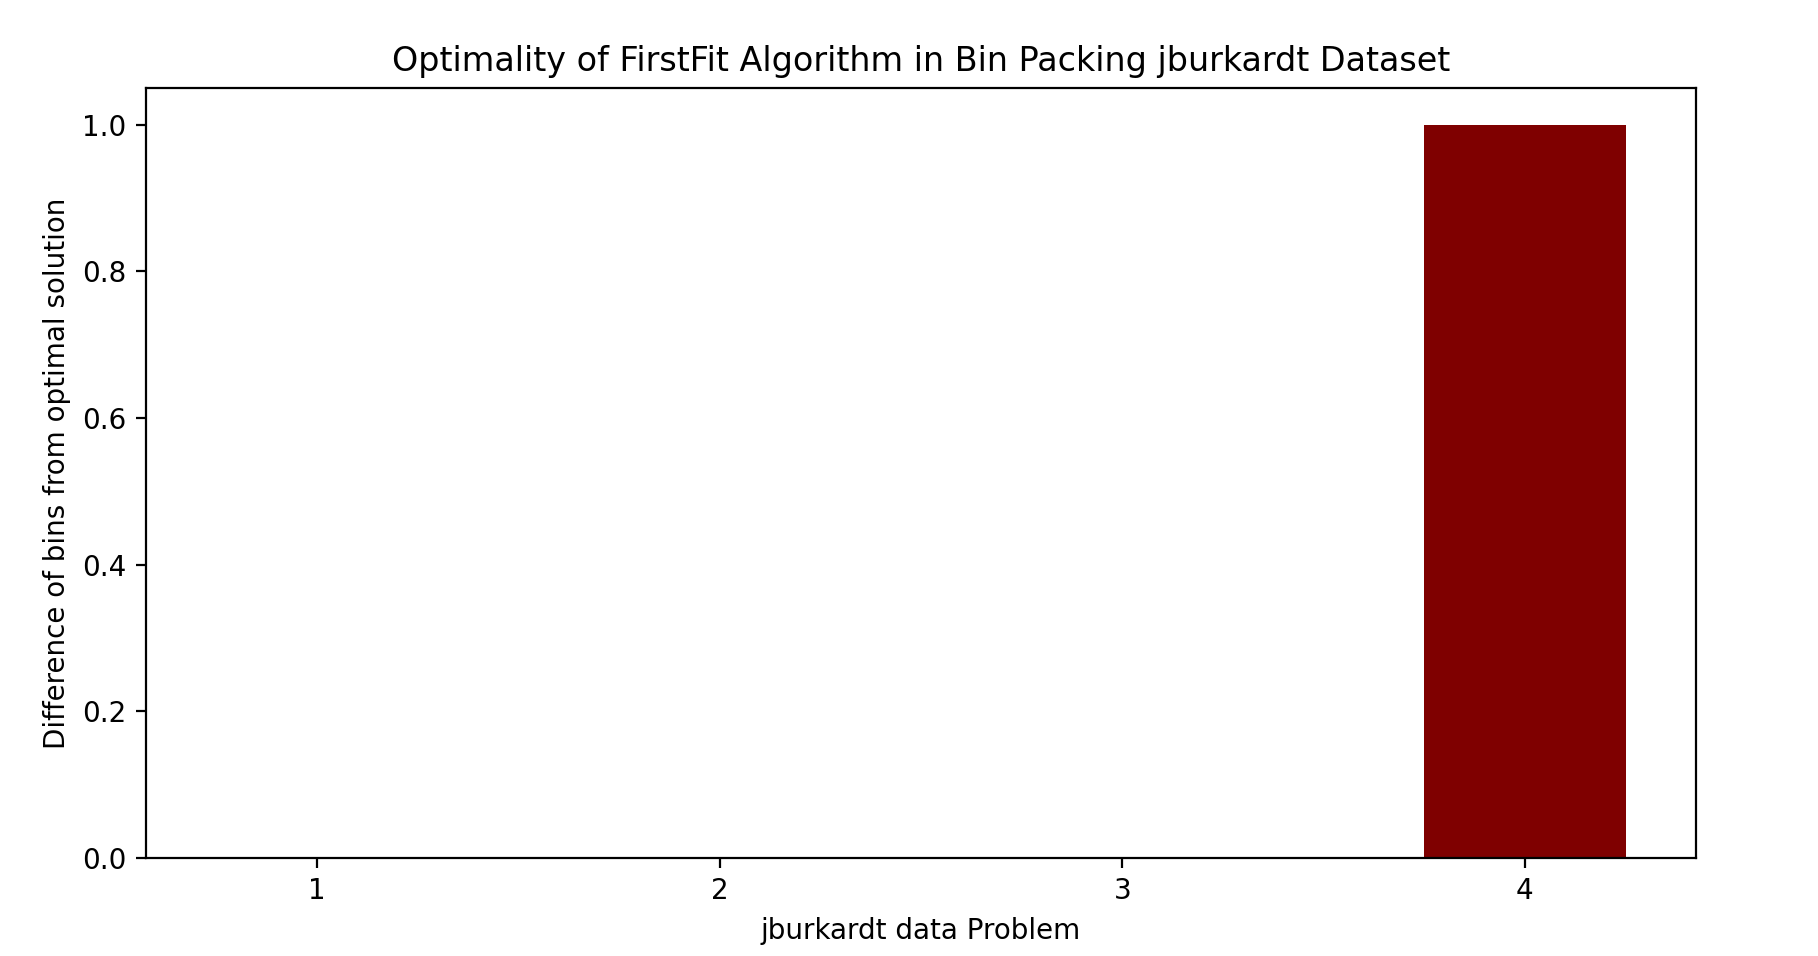 Optimality of FirstFit Algorithm in Bin Packing jburkardt Dataset
Difference of bins from optimal solution
1.0
0.8
0.6
0.4
0.2
0.0
1 2 3 4
jburkardt data Problem